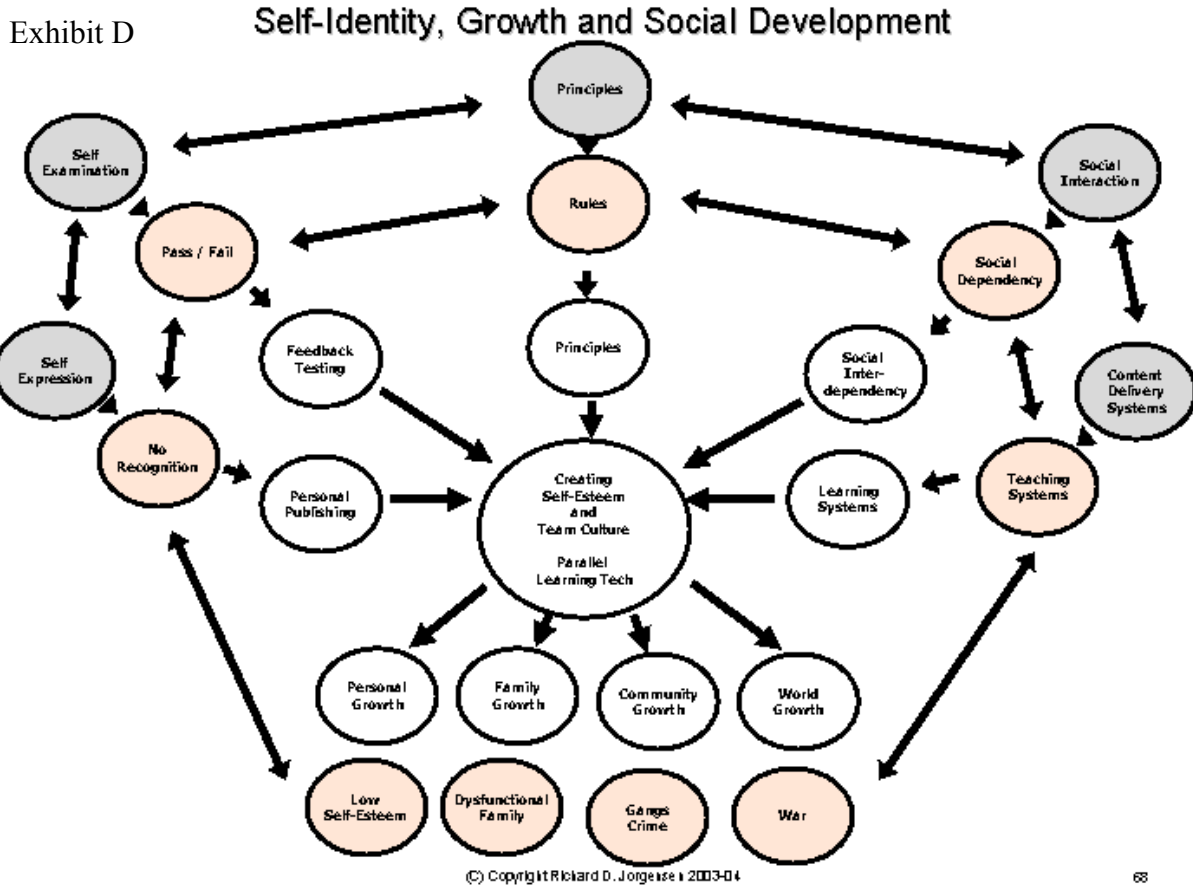 Exhibit D
Self-Identity, Growth and Social Development
Principles
Self
Examination
Social
Interaction
Rules
Pass / Fail
Social
Dependency
Feedback
Testing
Principles
Social
Inter-
dependency
Self
Expression
Content
Delivery
Systems
No
Recognition
Personal
Publishing
Creating
Self-Esteem
and
Team Culture
Parallel
Learning Tech
Learning
Systems
Teaching
Systems
Personal
Growth
Family
Growth
Community
Growth
World
Growth
Low
Self-Esteem
Dysfunctional
Family
Gangs
Crime
War
(C) Copyright Richard D. Jorgensen 2003-04
68